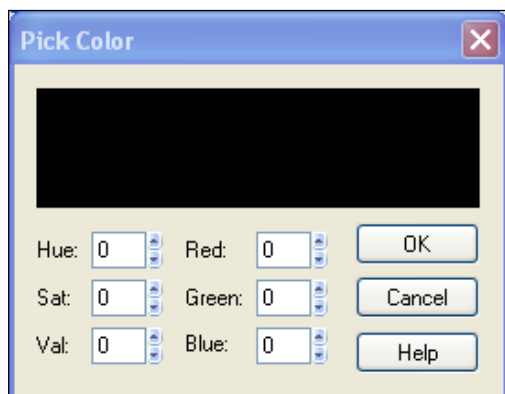 Pick Color
Hue: 0 Red: 0 OK
Sat: 0 Green: 0 Cancel
Val: 0 Blue: 0 Help